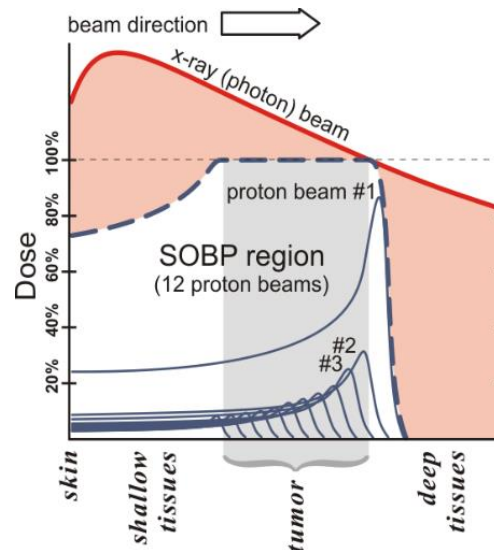 beam direction
x-ray (photon) beam
100%
80%
60%
40%
20%
Dose
proton beam #1
SOBP region
(12 proton beams)
#2
#3
skin
shallow
tissues
tumor
deep
tissues